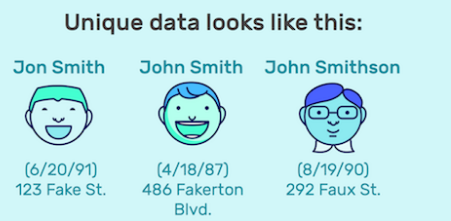 Unique data looks like this:
Jon Smith
John Smith
John Smithson
(6/20/91)
123 Fake St.
(4/18/87)
486 Fakerton
Blvd.
(8/19/90)
292 Faux St.